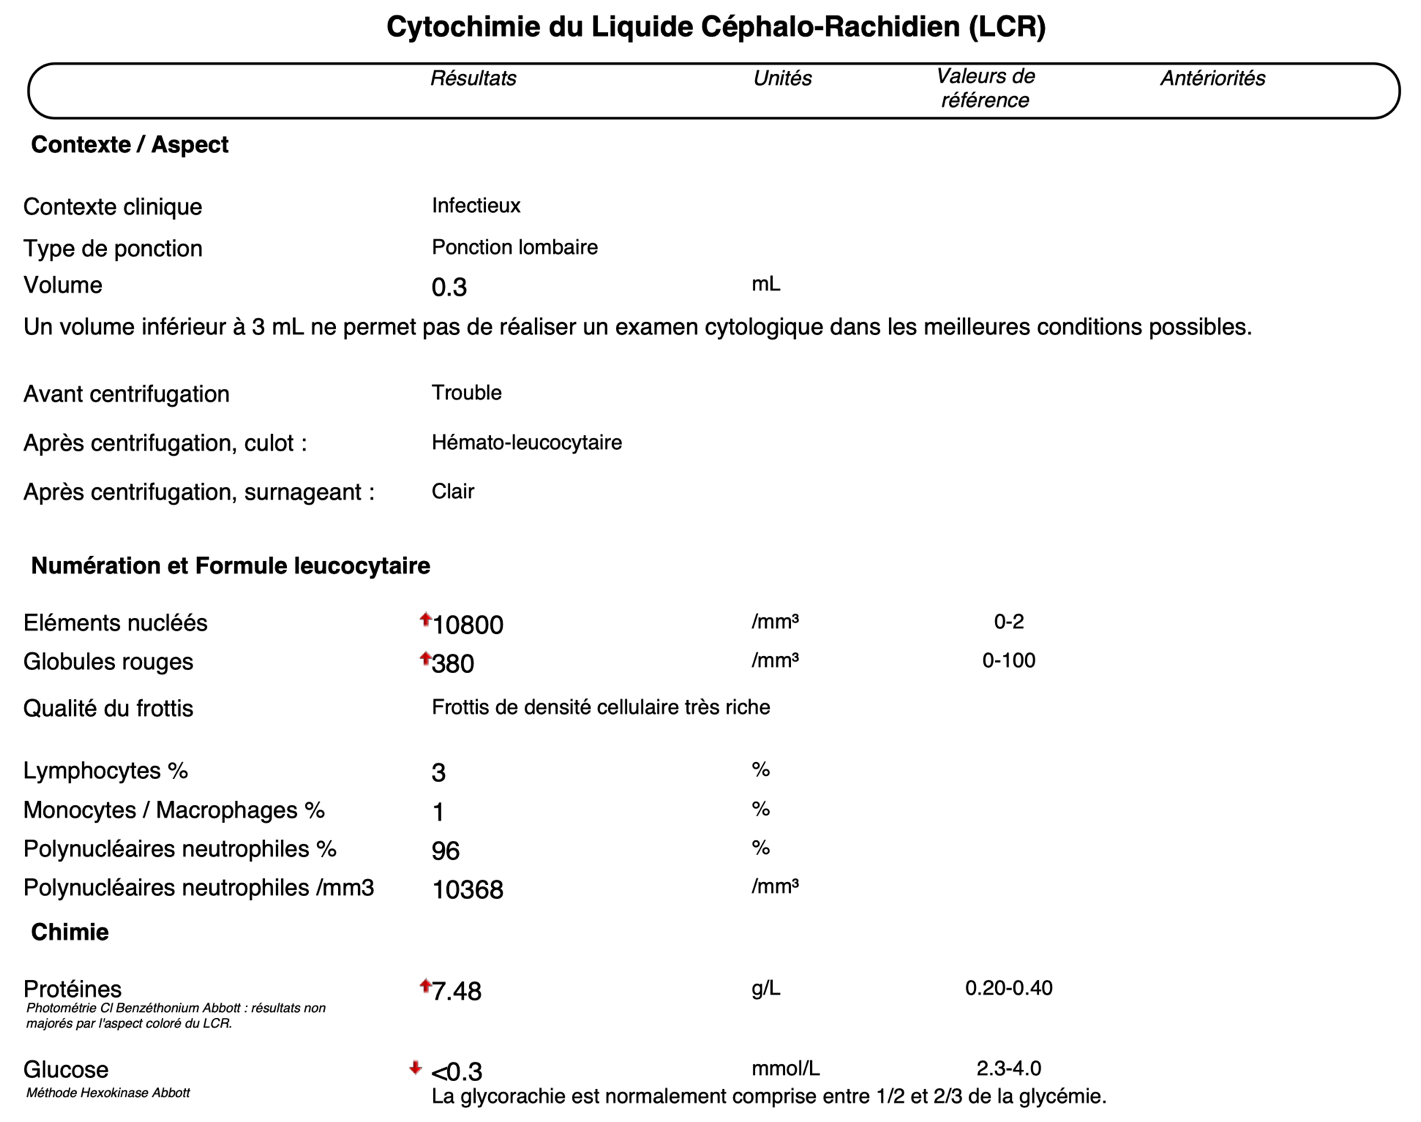 Cytochimie du Liquide Céphalo-Rachidien (LCR)
Résultats Unités Valeurs de référence Antériorités
Contexte / Aspect
Contexte clinique Infectieux
Type de ponction Ponction lombaire
Volume 0.3 mL
Un volume inférieur à 3 mL ne permet pas de réaliser un examen cytologique dans les meilleures conditions possibles.
Avant centrifugation Trouble
Après centrifugation, culot : Hémato-leucocytaire
Après centrifugation, surnageant : Clair
Numération et Formule leucocytaire
Eléments nucléés 10800 /mm³ 0-2
Globules rouges 380 /mm³ 0-100
Qualité du frottis Frottis de densité cellulaire très riche
Lymphocytes % 3 %
Monocytes / Macrophages % 1 %
Polynucléaires neutrophiles % 96 %
Polynucléaires neutrophiles /mm3 10368 /mm³
Chimie
Protéines 7.48 g/L 0.20-0.40
Photométrie Cl Benzéthonium Abbott : résultats non
majorés par l'aspect coloré du LCR.
Glucose <0.3 mmol/L 2.3-4.0
Méthode Hexokinase Abbott La glycorachie est normalement comprise entre 1/2 et 2/3 de la glycémie.